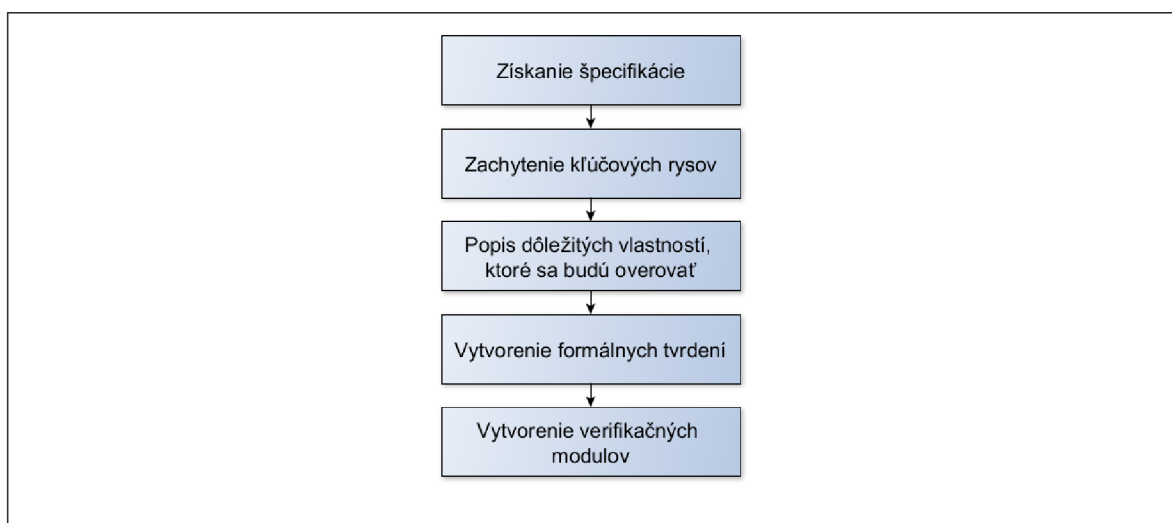 Získanie špecifikácie
Zachytenie kľúčových rysov
Popis dôležitých vlastností,
ktoré sa budú overovať
Vytvorenie formálnych tvrdení
Vytvorenie verifikačných
modulov